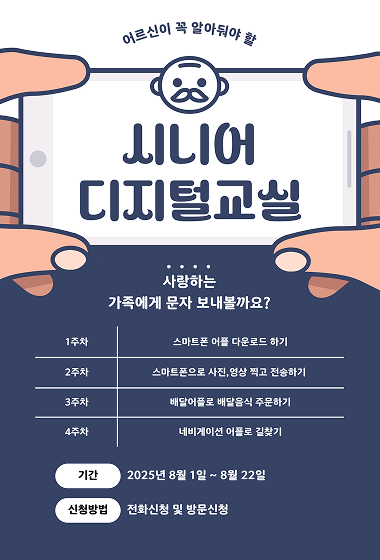 어르신이 꼭 알아둬야 할
시니어
디지털교실
사랑하는
가족에게 문자 보내볼까요?
1주차 스마트폰 어플 다운로드 하기
2주차 스마트폰으로 사진,영상 찍고 전송하기
3주차 배달어플로 배달음식 주문하기
4주차 네비게이션 어플로 길찾기
기간 2025년 8월 1일 ~ 8월 22일
신청방법 전화신청 및 방문신청